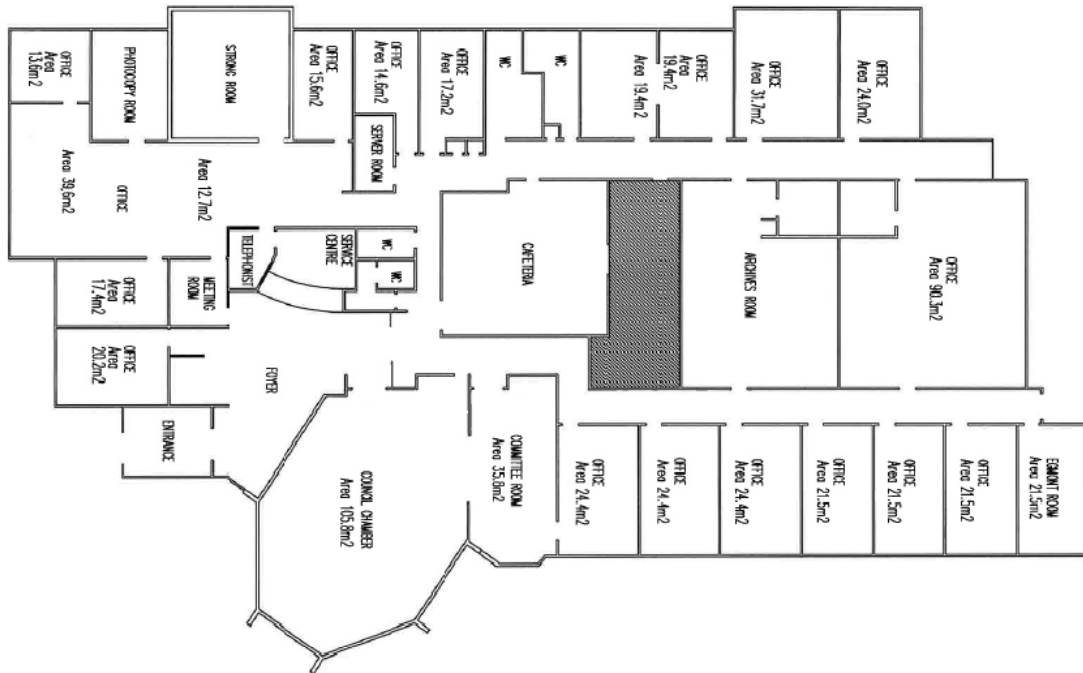 OFFICE
Area
13.6m2
PHOTOCOPY ROOM
STRONG ROOM
OFFICE
Area 15.6m2
OFFICE
Area 14.6m2
OFFICE
Area 17.2m2
WC
WC
Area 19.4m2
OFFICE
Area
19.4m2
OFFICE
Area 31.7m2
OFFICE
Area 24.0m2
SERVER ROOM
OFFICE
Area 39.6m2
Area 12.7m2
TELEPHONIST
SERVICE
CENTRE
WC
WC
CAFETERIA
ARCHIVES ROOM
OFFICE
Area 90.3m2
OFFICE
Area
17.4m2
MEETING
ROOM
OFFICE
Area
20.2m2
FOYER
ENTRANCE
COUNCIL CHAMBER
Area 105.8m2
COMMITTEE ROOM
Area 35.8m2
OFFICE
Area 24.4m2
OFFICE
Area 24.4m2
OFFICE
Area 24.4m2
OFFICE
Area 21.5m2
OFFICE
Area 21.5m2
OFFICE
Area 21.5m2
EGMONT ROOM
Area 21.5m2